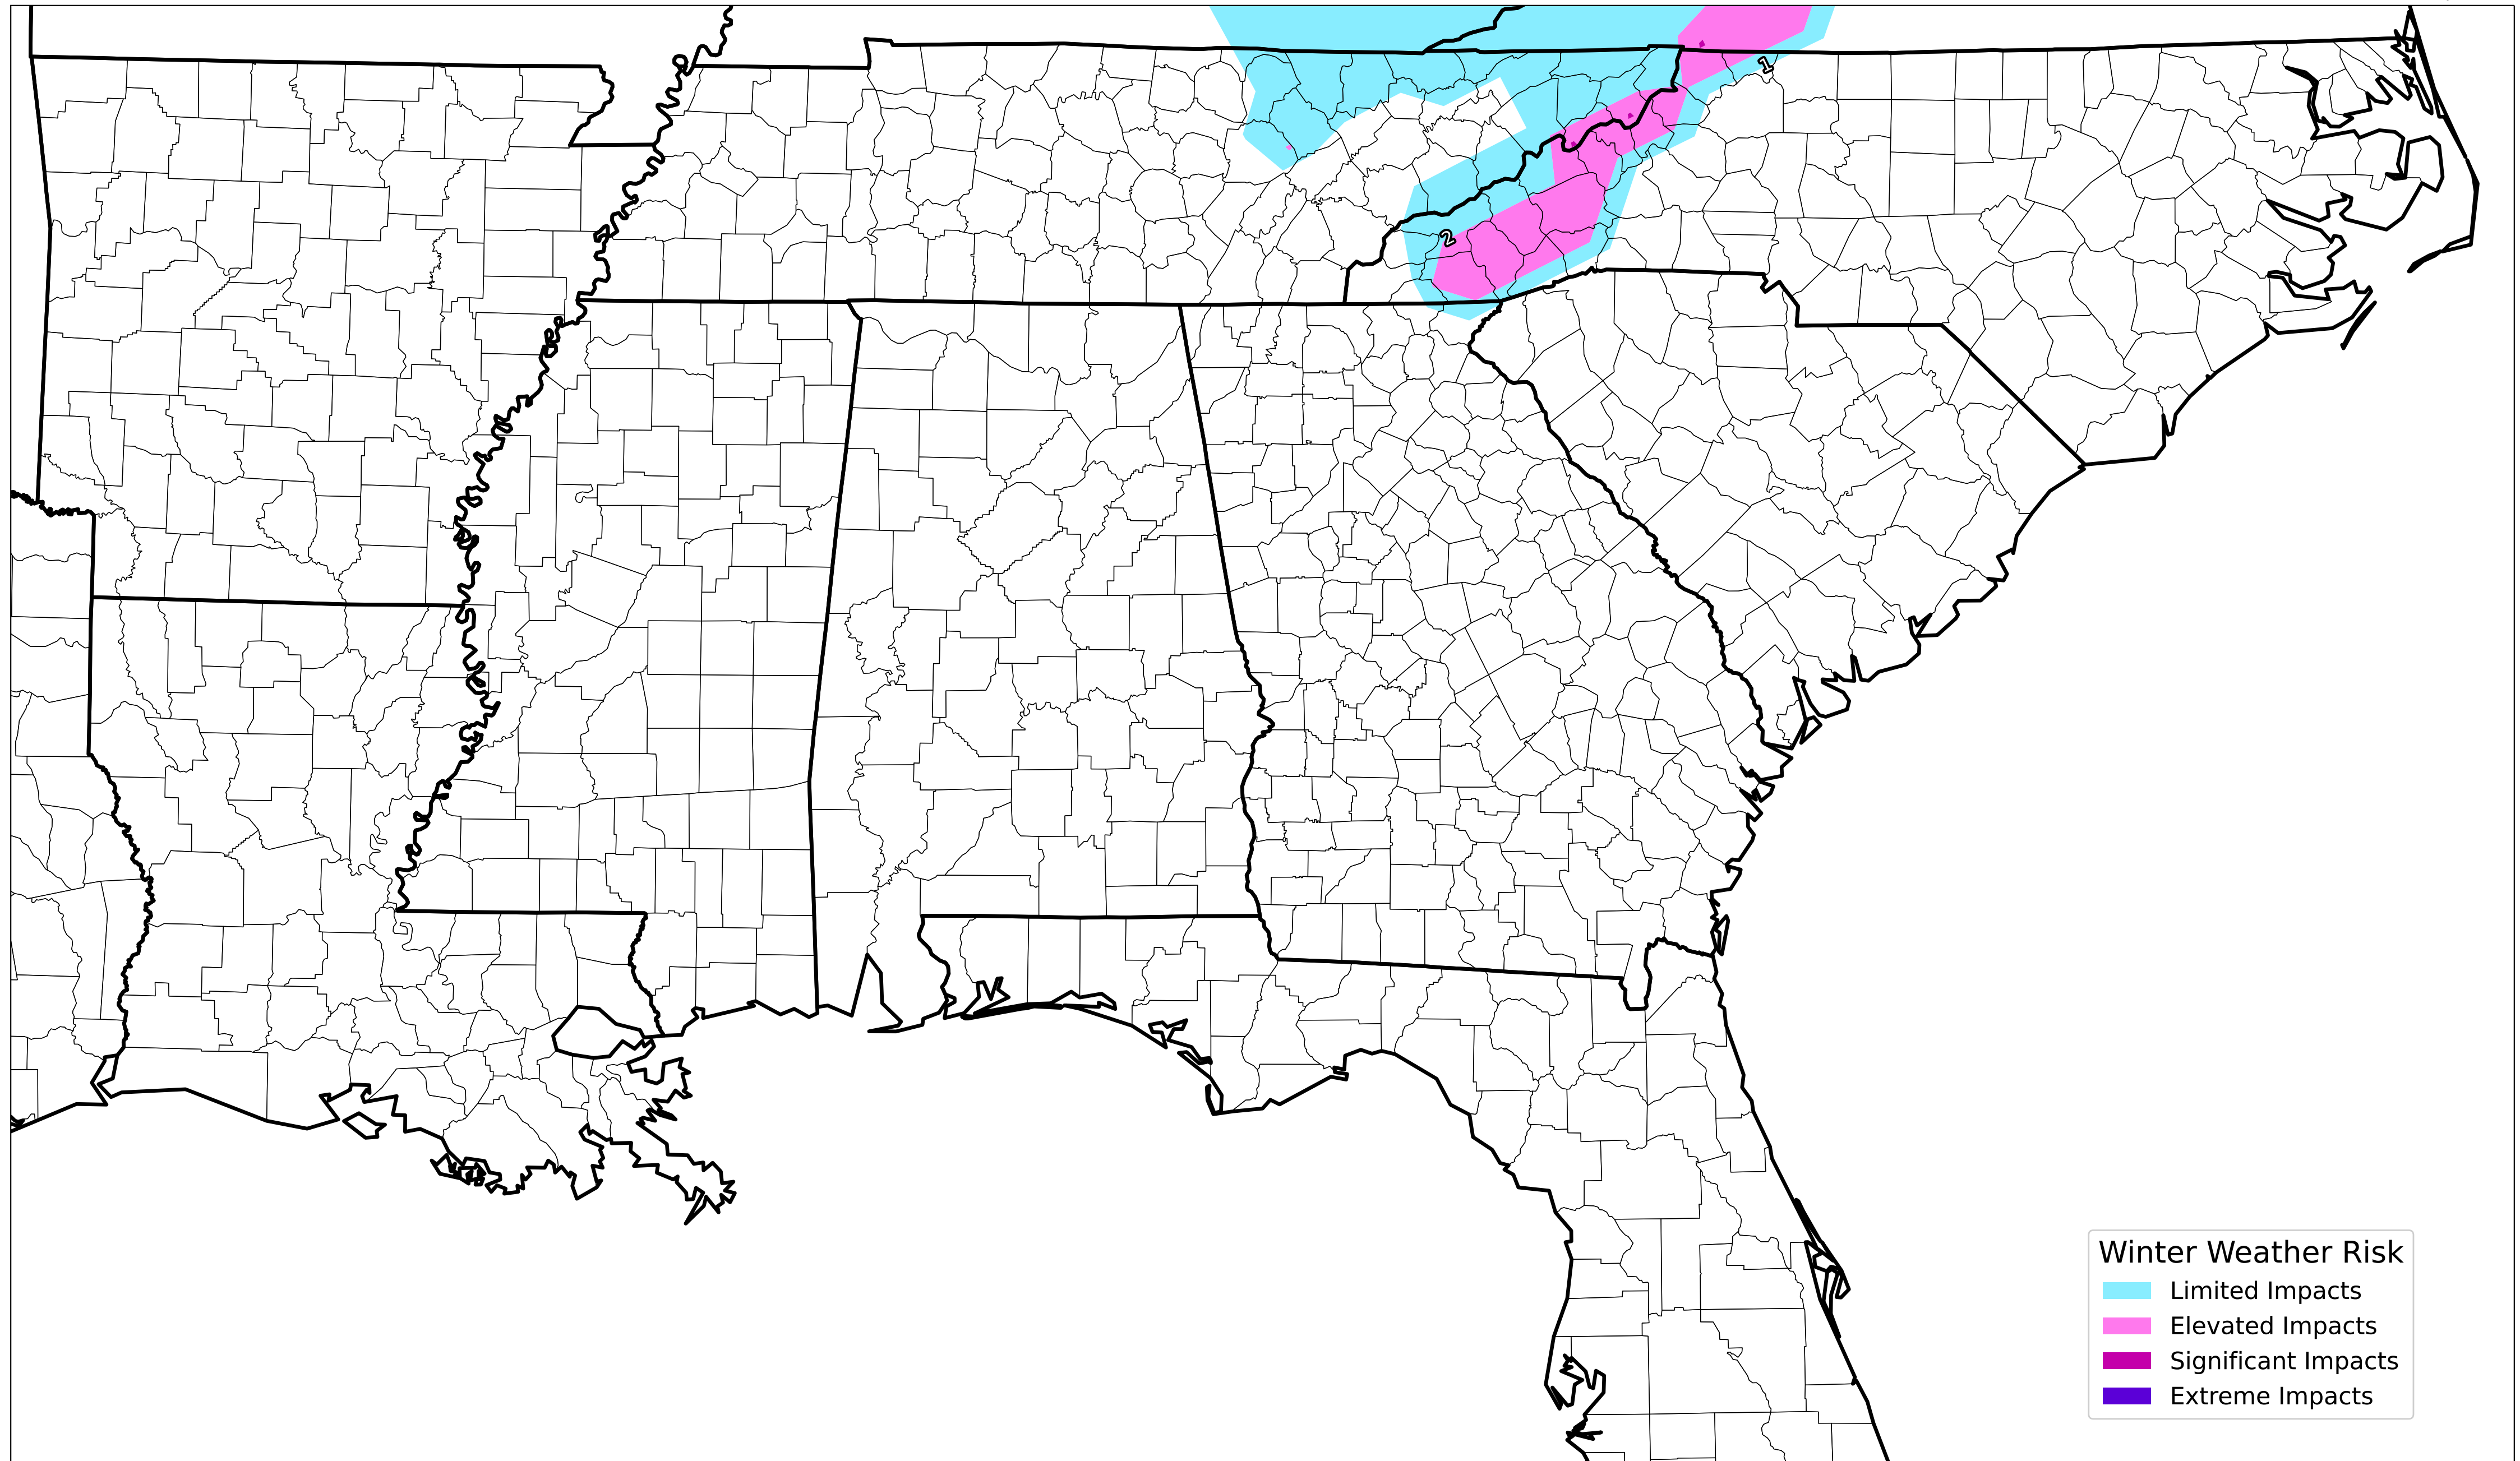 1
2
Winter Weather Risk
Limited Impacts
Elevated Impacts
Significant Impacts
Extreme Impacts